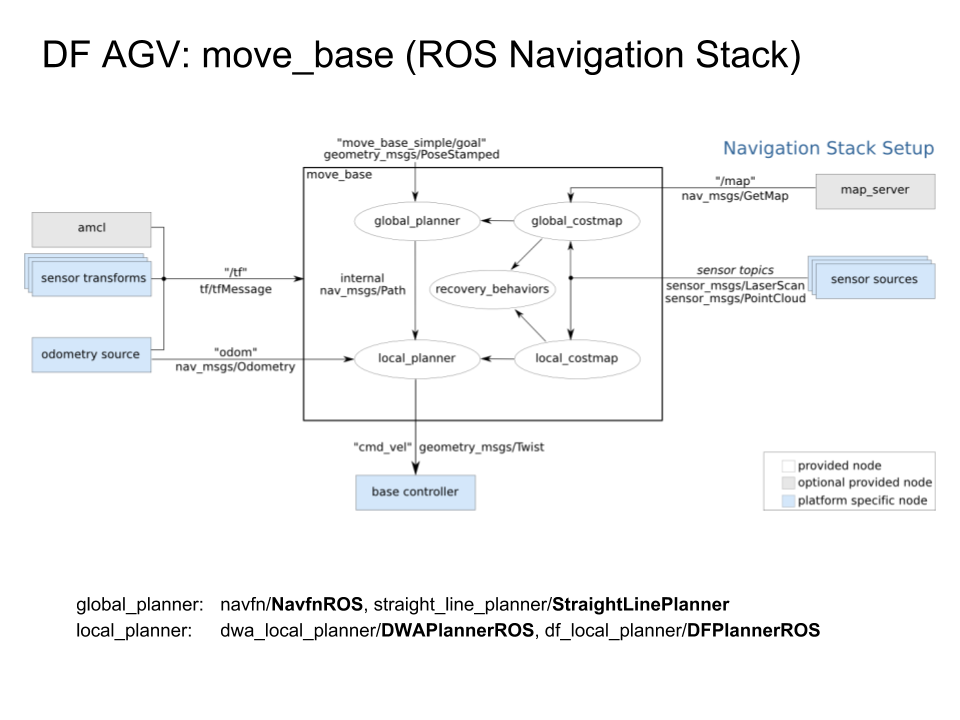 DF AGV: move_base (ROS Navigation Stack)
"move_base_simple/goal"
geometry_msgs/PoseStamped
Navigation Stack Setup
move_base
"/map"
nav_msgs/GetMap
map_server
global_planner
global_costmap
amcl
sensor transforms
"/tf"
tf/tfMessage
internal
nav_msgs/Path
recovery_behaviors
sensor topics
sensor_msgs/LaserScan
sensor_msgs/PointCloud
sensor sources
odometry source
"odom"
nav_msgs/Odometry
local_planner
local_costmap
"cmd_vel" geometry_msgs/Twist
base controller
provided node
optional provided node
platform specific node
global_planner: navfn/NavfnROS, straight_line_planner/StraightLinePlanner
local_planner: dwa_local_planner/DWAPlannerROS, df_local_planner/DFPlannerROS